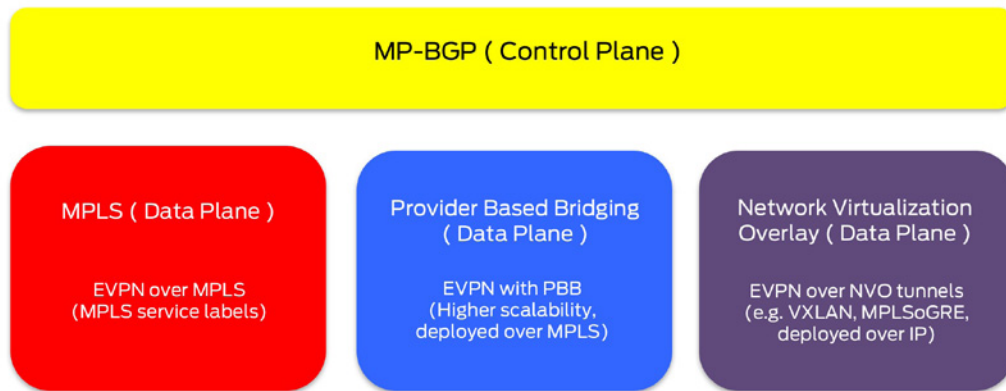 MP-BGP ( Control Plane )
MPLS ( Data Plane )
EVPN over MPLS
(MPLS service labels)
Provider Based Bridging
( Data Plane )
EVPN with PBB
(Higher scalability,
deployed over MPLS)
Network Virtualization
Overlay ( Data Plane )
EVPN over NVO tunnels
(e.g. VXLAN, MPLSoGRE,
deployed over IP)